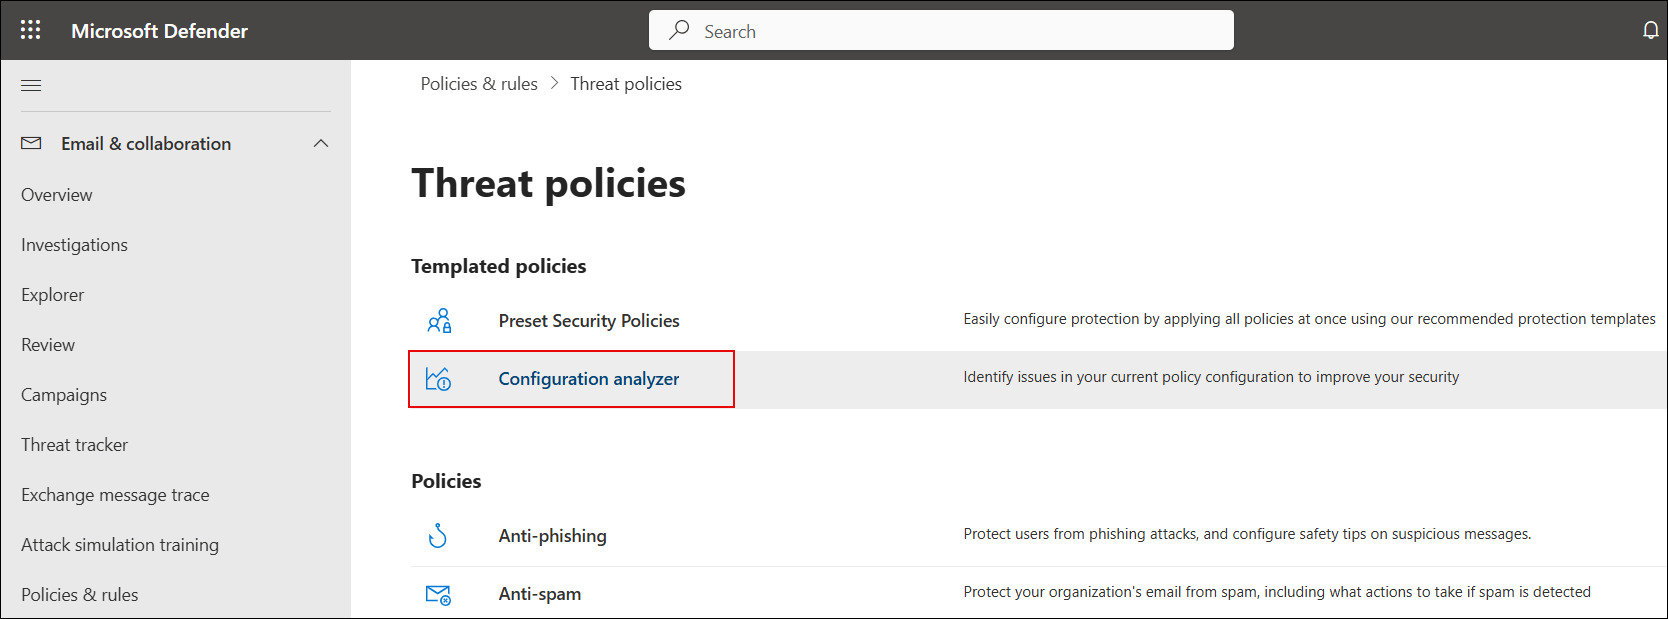 Microsoft Defender
Search
Policies & rules > Threat policies
Email & collaboration
Overview
Investigations
Explorer
Review
Campaigns
Threat tracker
Exchange message trace
Attack simulation training
Policies & rules
Threat policies
Templated policies
Preset Security Policies Easily configure protection by applying all policies at once using our recommended protection templates
Configuration analyzer Identify issues in your current policy configuration to improve your security
Policies
Anti-phishing Protect users from phishing attacks, and configure safety tips on suspicious messages.
Anti-spam Protect your organization's email from spam, including what actions to take if spam is detected